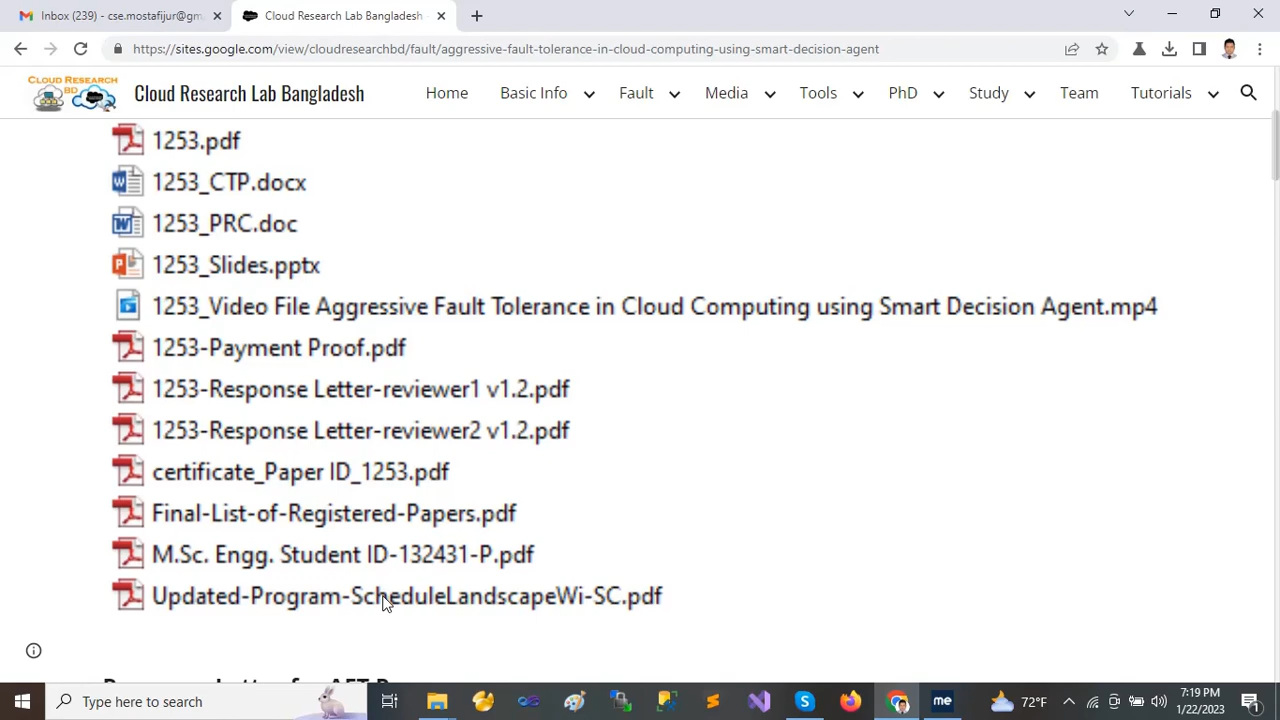 Inbox (239) - cse.mostafijur@gm
Cloud Research Lab Bangladesh -
https://sites.google.com/view/cloudresearchbd/fault/aggressive-fault-tolerance-in-cloud-computing-using-smart-decision-agent
CLOUD RESEARCH
BD
Cloud Research Lab Bangladesh
Home
Basic Info
Fault
Media
Tools
PhD
Study
Team
Tutorials
1253.pdf
1253_CTP.docx
1253_PRC.doc
1253_Slides.pptx
1253_Video File Aggressive Fault Tolerance in Cloud Computing using Smart Decision Agent.mp4
1253-Payment Proof.pdf
1253-Response Letter-reviewer1 v1.2.pdf
1253-Response Letter-reviewer2 v1.2.pdf
certificate_Paper ID_1253.pdf
Final-List-of-Registered-Papers.pdf
M.Sc. Engg. Student ID-132431-P.pdf
Updated-Program-ScheduleLandscapeWi-SC.pdf
Type here to search
me
72°F
7:19 PM
1/22/2023
1